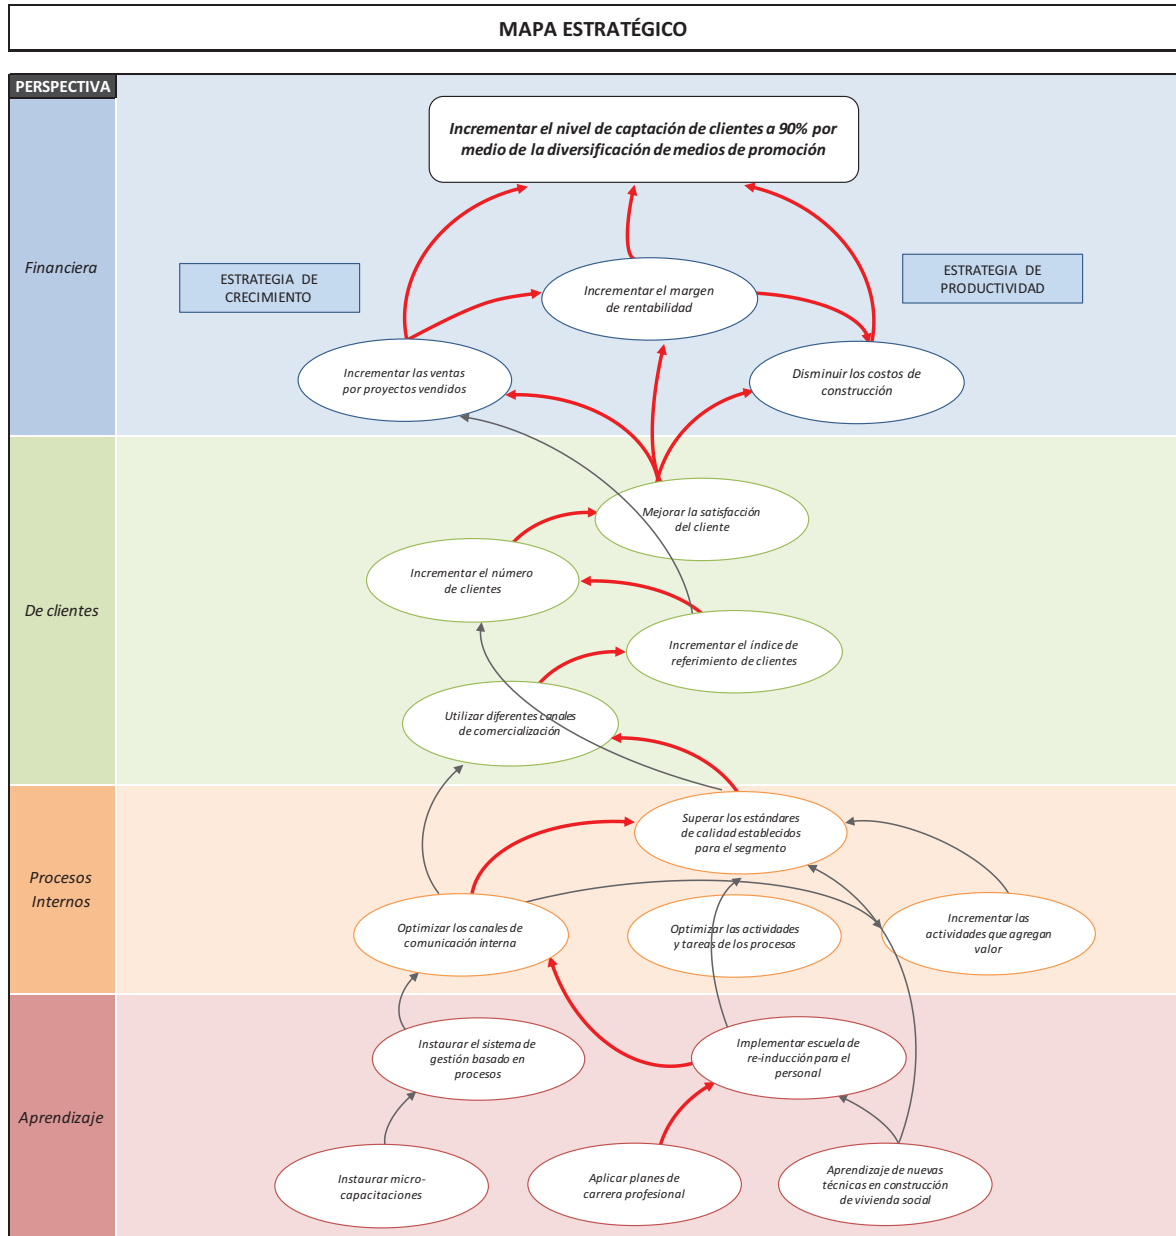 MAPA ESTRATÉGICO
PERSPECTIVA
Incrementar el nivel de captación de clientes a 90% por
medio de la diversificación de medios de promoción
Financiera
ESTRATEGIA DE
CRECIMIENTO
ESTRATEGIA DE
PRODUCTIVIDAD
Incrementar el margen
de rentabilidad
Incrementar las ventas
por proyectos vendidos
Disminuir los costos de
construcción
De clientes
Mejorar la satisfacción
del cliente
Incrementar el número
de clientes
Incrementar el índice de
referimiento de clientes
Utilizar diferentes canales
de comercialización
Procesos
Internos
Superar los estándares
de calidad establecidos
para el segmento
Optimizar los canales de
comunicación interna
Optimizar las actividades
y tareas de los procesos
Incrementar las
actividades que agregan
valor
Aprendizaje
Instaurar el sistema de
gestión basado en
procesos
Implementar escuela de
re-inducción para el
personal
Instaurar micro-
capacitaciones
Aplicar planes de
carrera profesional
Aprendizaje de nuevas
técnicas en construcción
de vivienda social